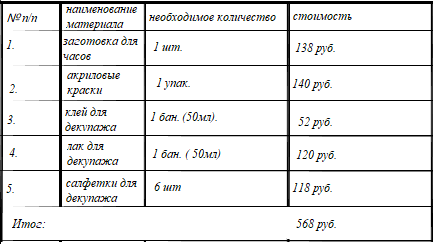 №п/п наименование материала необходимое количество стоимость
1. заготовка для часов 1 шт. 138 руб.
2. акриловые краски 1 упак. 140 руб.
3. клей для декупажа 1 бан. (50мл). 52 руб.
4. лак для декупажа 1 бан. ( 50мл) 120 руб.
5. салфетки для декупажа 6 шт 118 руб.
Итог: 568 руб.